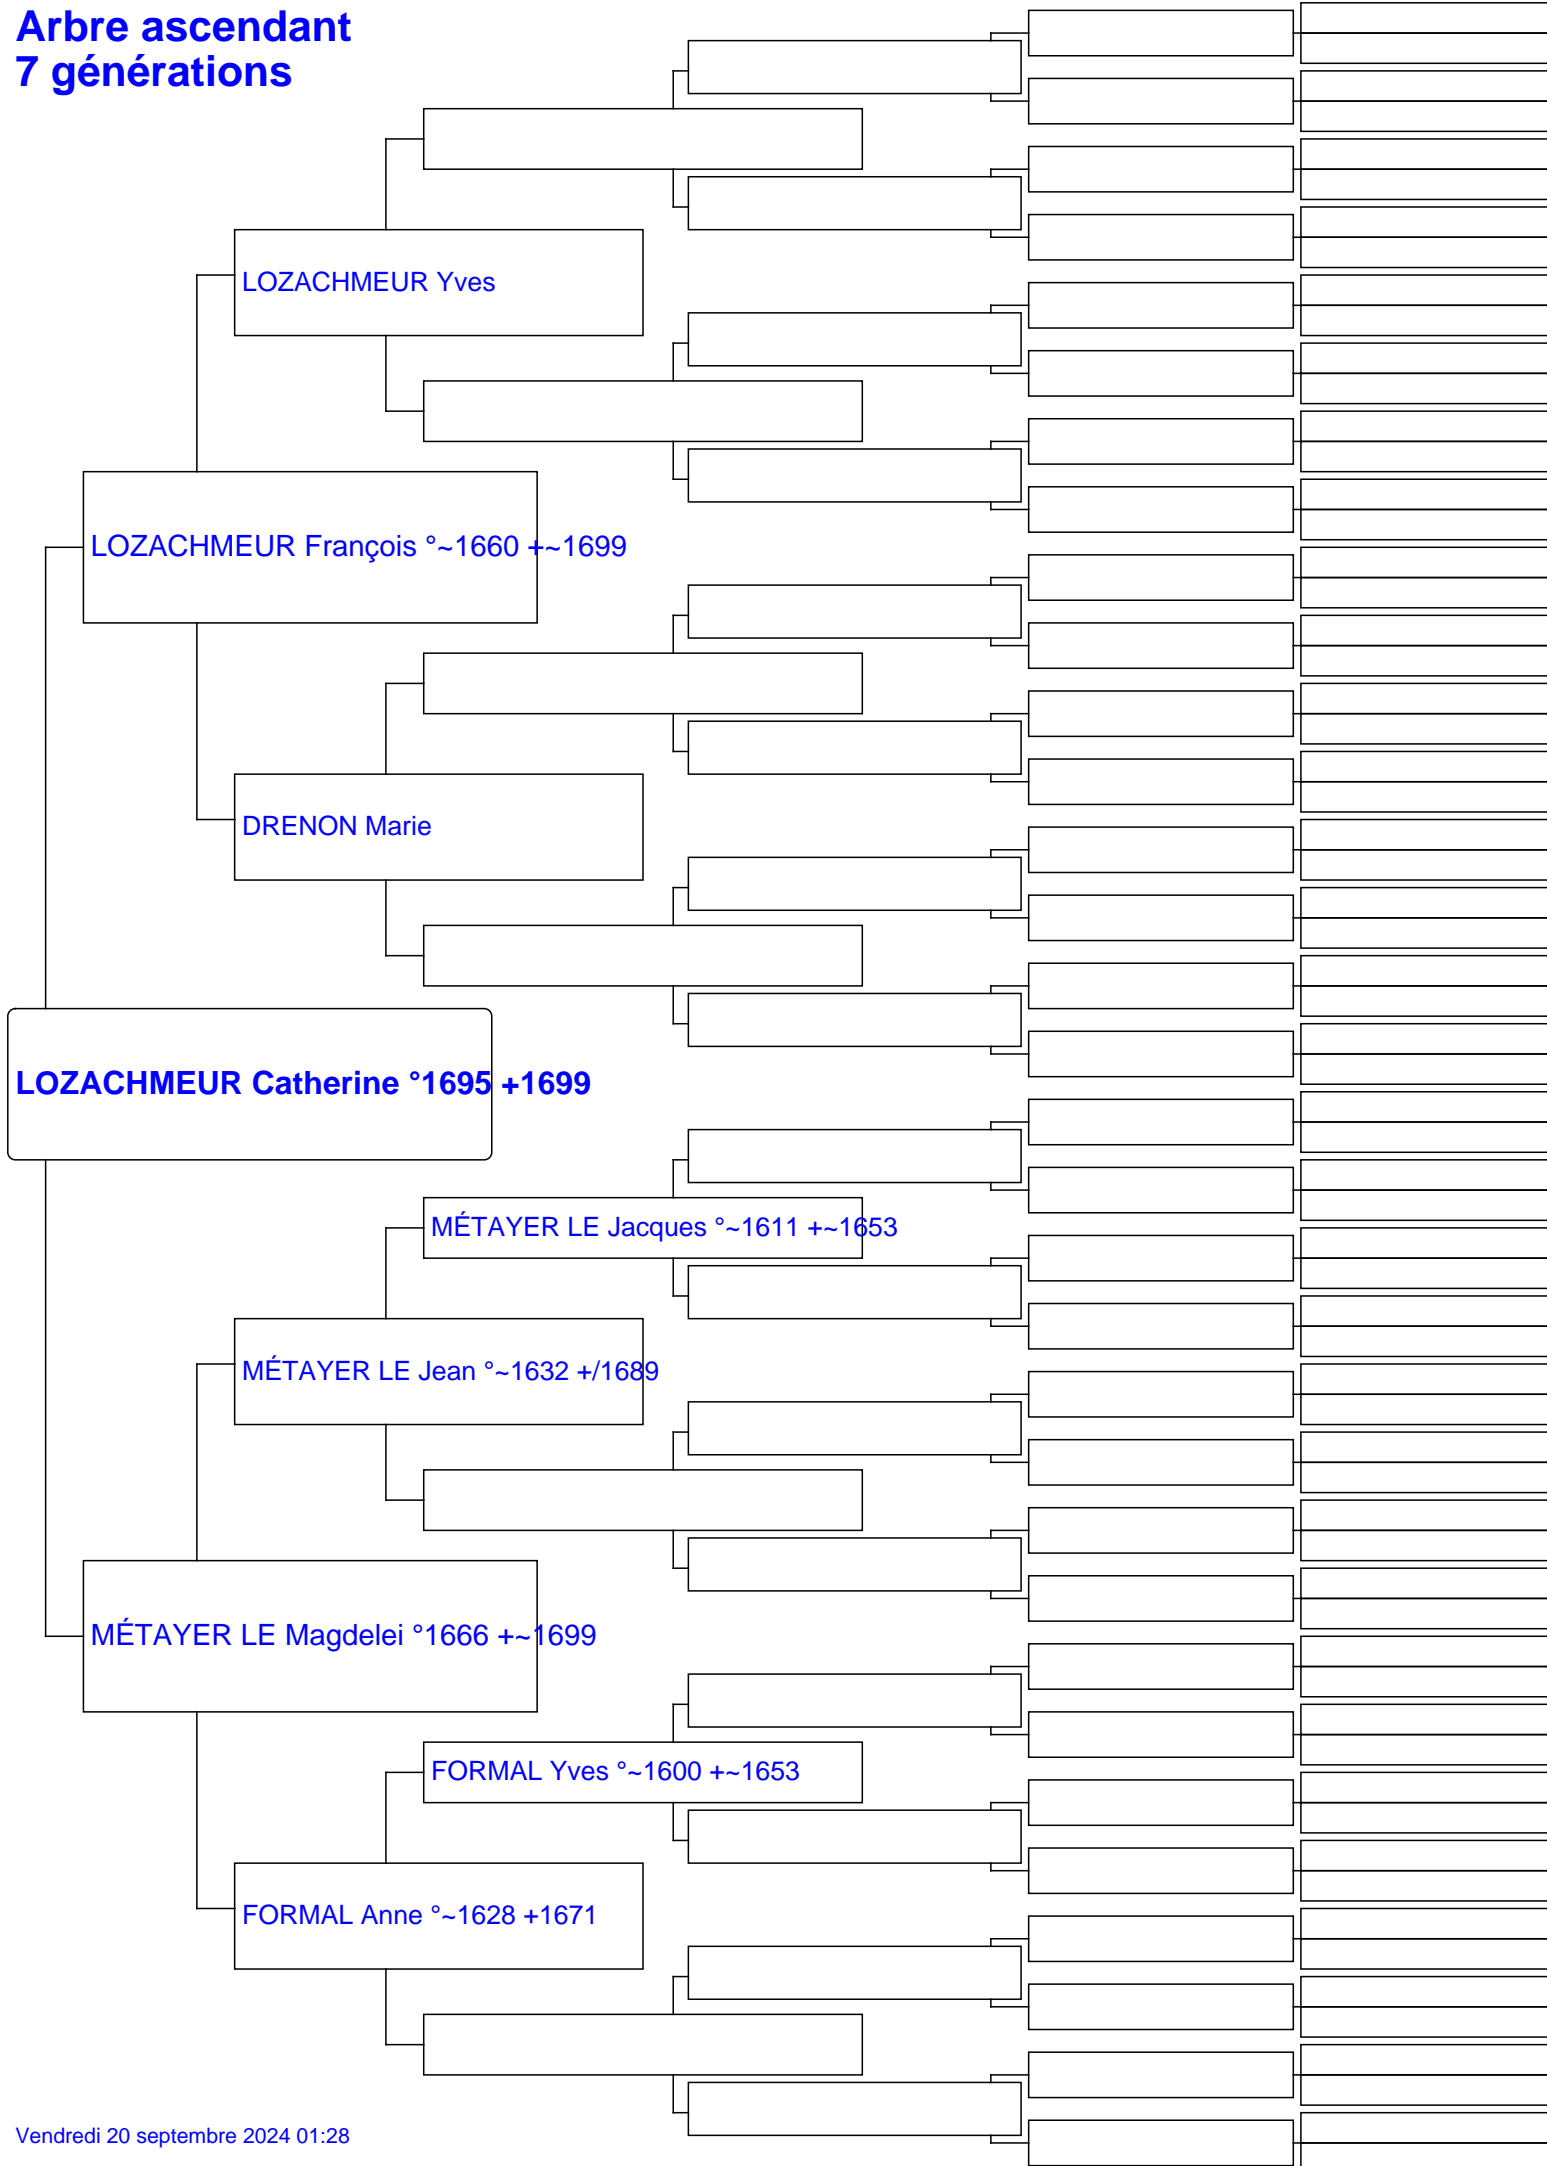 Arbre ascendant
7 générations
LOZACHMEUR Yves
LOZACHMEUR François °~1660 +~1699
DRENON Marie
LOZACHMEUR Catherine °1695 +1699
MÉTAYER LE Jacques °~1611 +~1653
MÉTAYER LE Jean °~1632 +/1689
MÉTAYER LE Magdelei °1666 +~1699
FORMAL Yves °~1600 +~1653
FORMAL Anne °~1628 +1671
Vendredi 20 septembre 2024 01:28